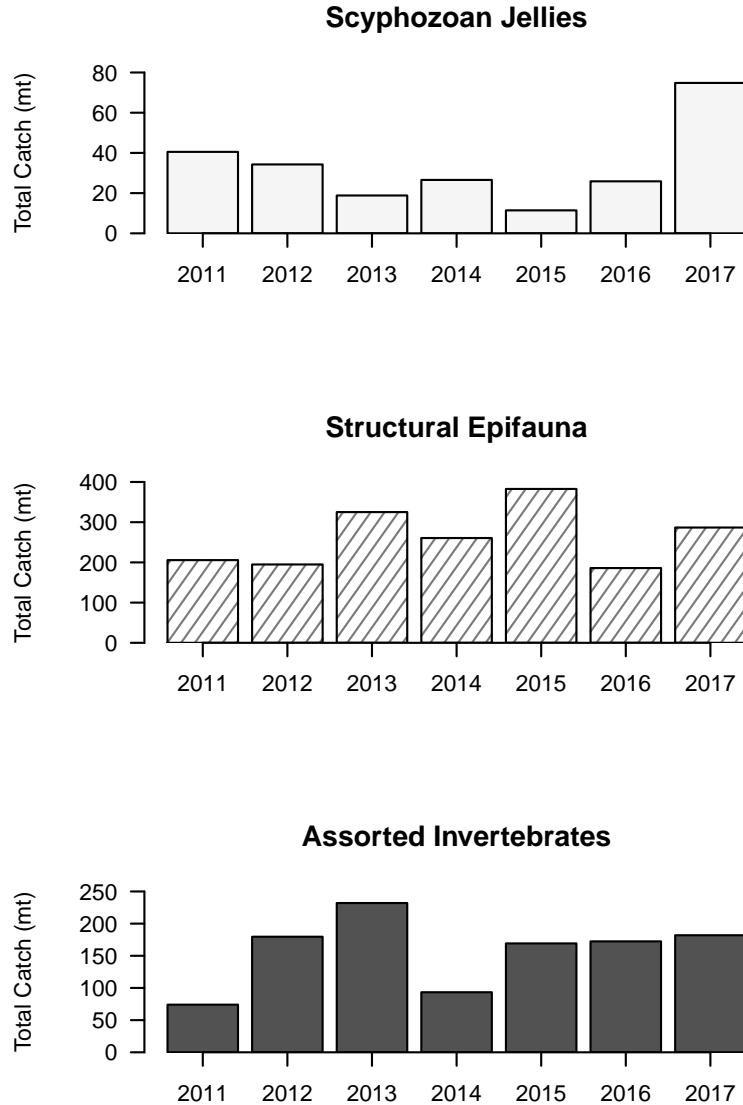 Scyphozoan Jellies
Total Catch (mt)
80
60
40
20
0
2011 2012 2013 2014 2015 2016 2017
Structural Epifauna
Total Catch (mt)
400
300
200
100
0
2011 2012 2013 2014 2015 2016 2017
Assorted Invertebrates
Total Catch (mt)
250
200
150
100
50
0
2011 2012 2013 2014 2015 2016 2017